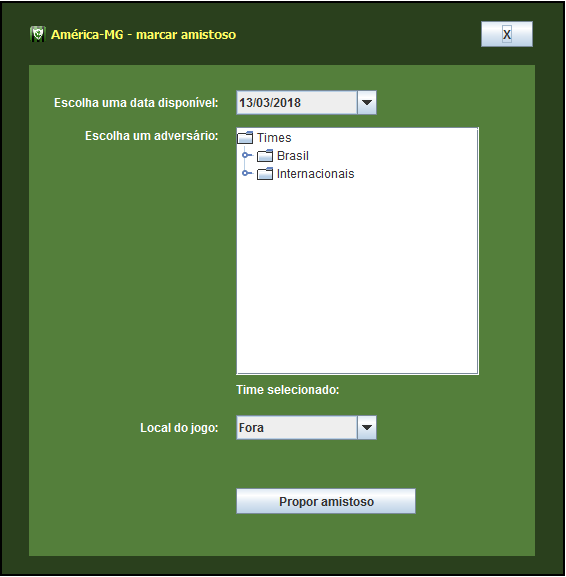 América-MG - marcar amistoso
X
Escolha uma data disponível: 13/03/2018
Escolha um adversário:
Times
Brasil
Internacionais
Time selecionado:
Local do jogo: Fora
Propor amistoso